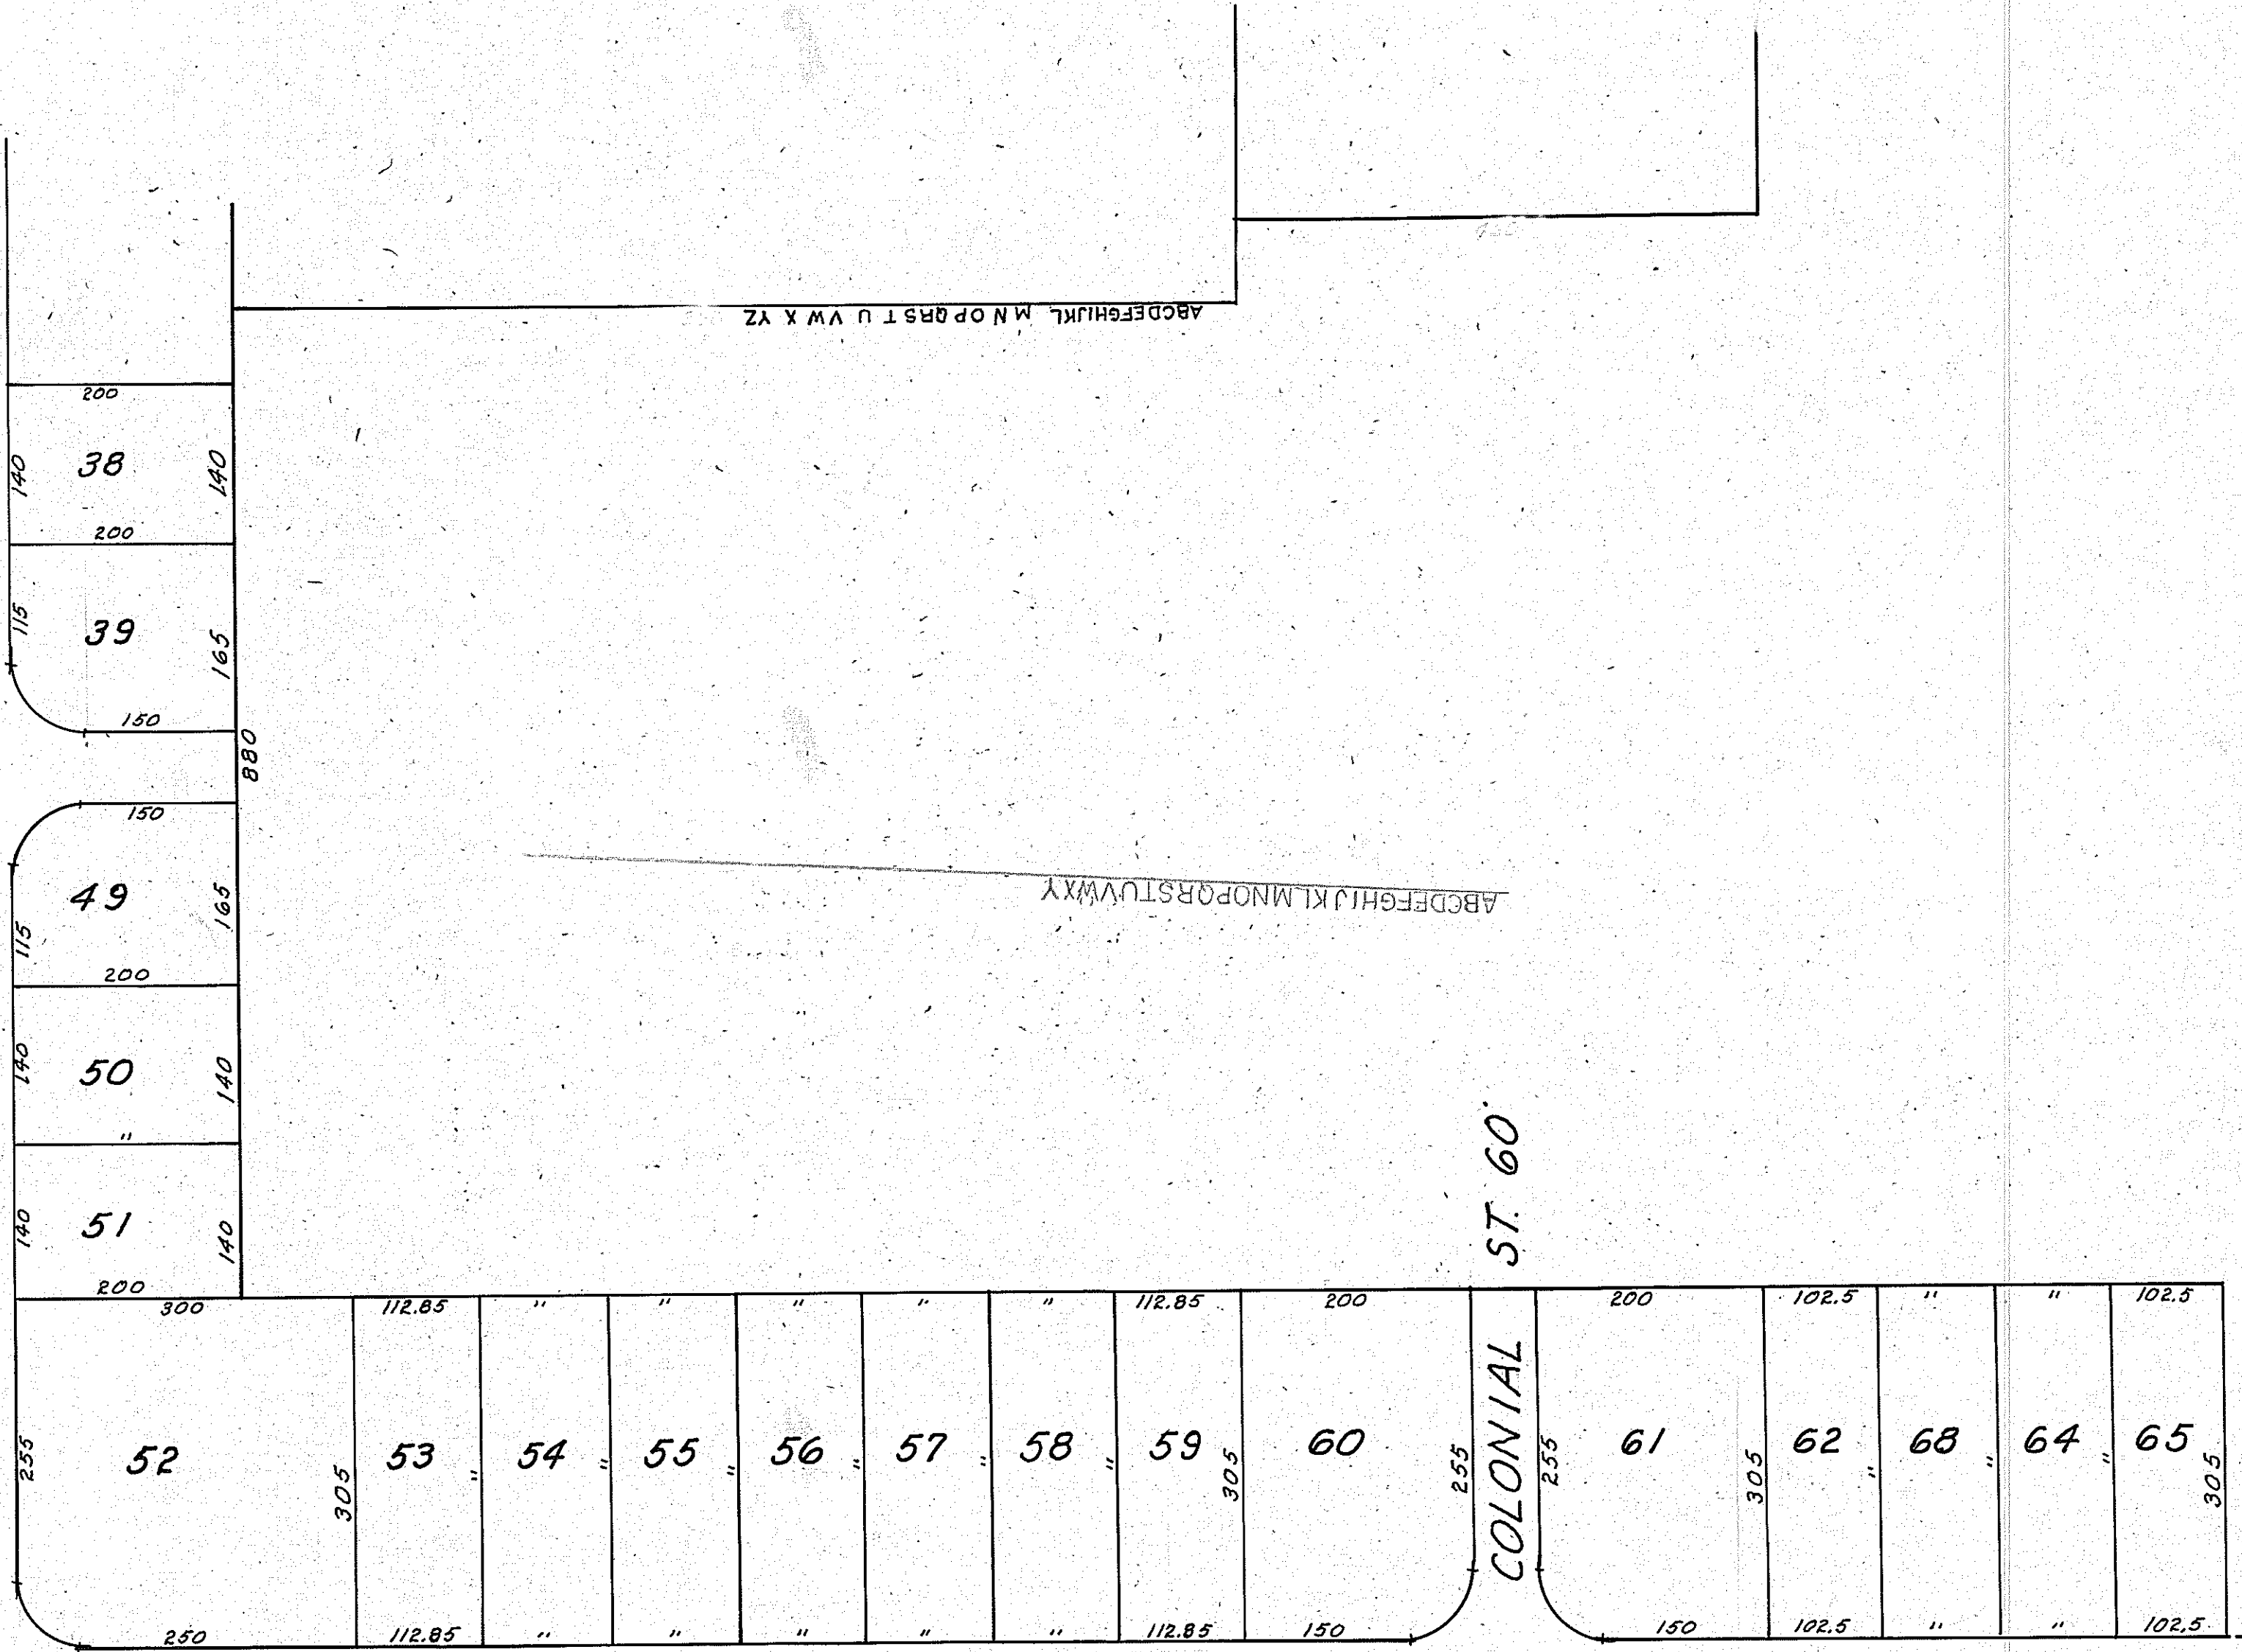 ABCDEFGHIJKL MNOPQRST U VW X YZ
200
140 38 140
200
115 39 165
150
880
150
49 165
115
200
ABCDEFGHIJKLMNOPQRSTUVWXY
140 50 140
"
140 51 140
200
COLONIAL ST. 60'
300 112.85 " " " " " 112.85 200 200 102.5 " " 102.5
255 52 305 53 " 54 " 55 " 56 " 57 " 58 " 59 305 60 255 255 61 305 62 " 68 " 64 " 65 305
250 112.85 " " " " " 112.85 150 150 102.5 " " 102.5